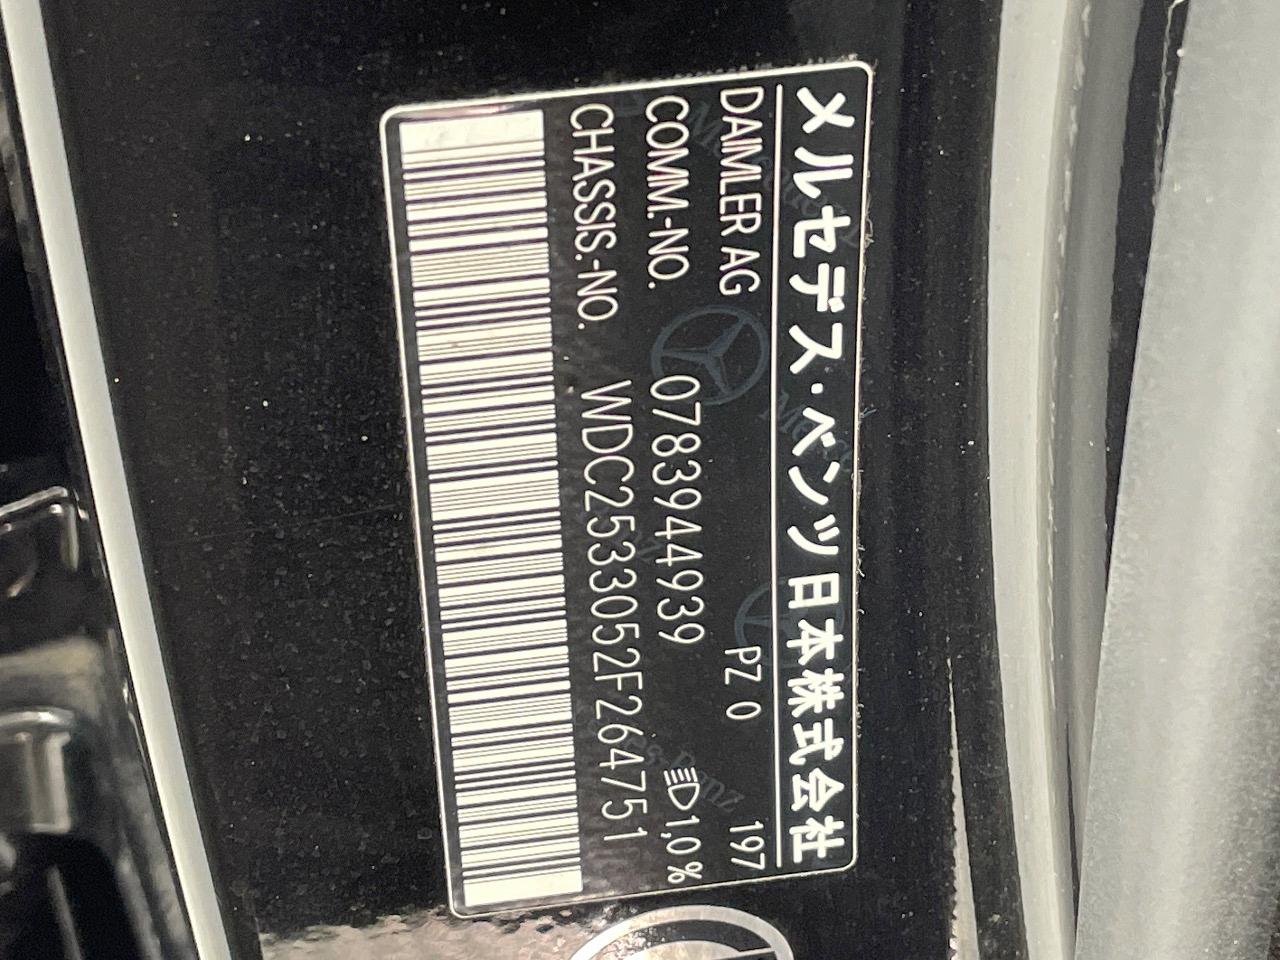 メルセデス・ベンツ日本株式会社
DAIMLER AG PZ 0 197
COMM.-NO. 0783944939 1,0%
CHASSIS.-NO. WDC2533052F264751